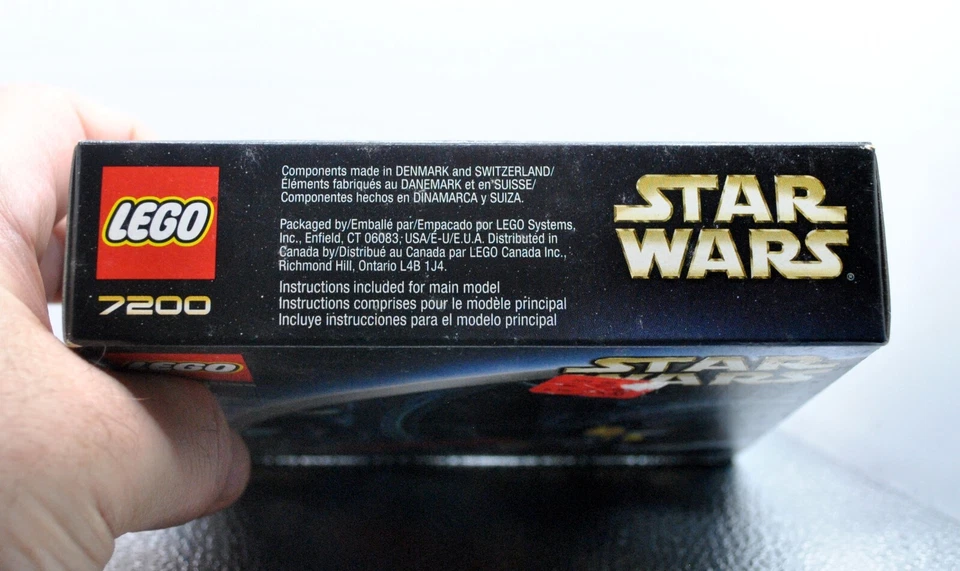 LEGO
7200
Components made in DENMARK and SWITZERLAND/
Éléments fabriqués au DANEMARK et en SUISSE/
Componentes hechos en DINAMARCA y SUIZA.
Packaged by/Emballé par/Empacado por LEGO Systems,
Inc., Enfield, CT 06083, USA/É-U/E.U.A. Distributed in
Canada by/Distribué au Canada par LEGO Canada Inc.,
Richmond Hill, Ontario L4B 1J4.
Instructions included for main model
Instructions comprises pour le modèle principal
Incluye instrucciones para el modelo principal
STAR
WARS®
LEGO
STAR
WARS